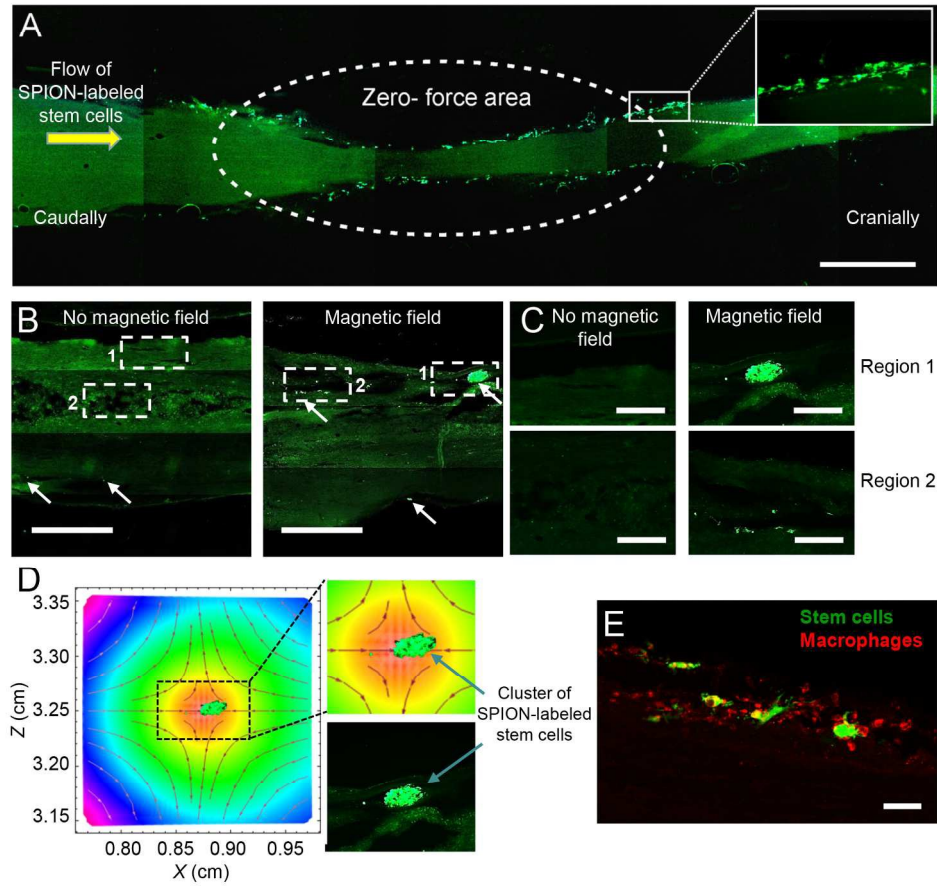 A
Flow of
SPION-labeled
stem cells
Zero- force area
Caudally
Cranially
B
No magnetic field
1
2
Magnetic field
2
1
C
No magnetic
field
Magnetic field
Region 1
Region 2
D
3.35
3.30
3.25
3.20
3.15
Z (cm)
0.80 0.85 0.90 0.95
X (cm)
Cluster of
SPION-labeled
stem cells
E
Stem cells
Macrophages